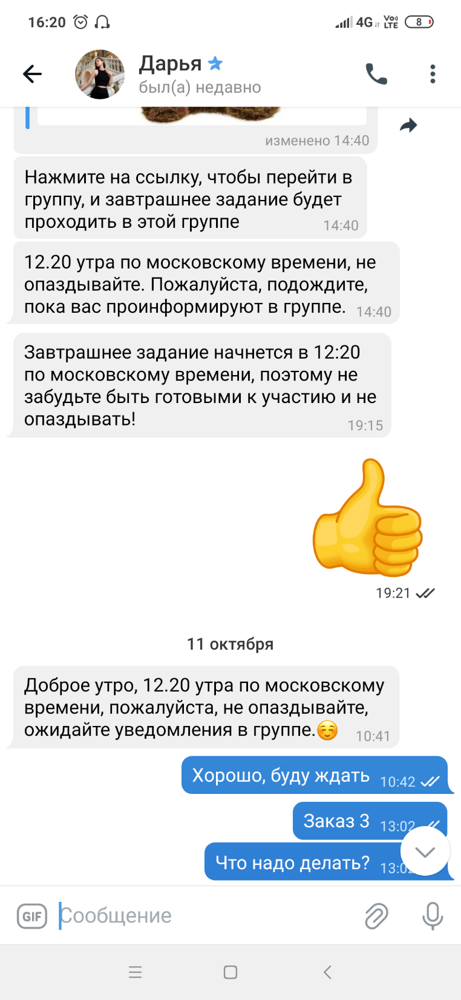 16:20
4G
Vo))
LTE
8
Дарья
был(а) недавно
изменено 14:40
Нажмите на ссылку, чтобы перейти в
группу, и завтрашнее задание будет
проходить в этой группе
14:40
12.20 утра по московскому времени, не
опаздывайте. Пожалуйста, подождите,
пока вас проинформируют в группе.
14:40
Завтрашнее задание начнется в 12:20
по московскому времени, поэтому не
забудьте быть готовыми к участию и не
опаздывать!
19:15
19:21
11 октября
Доброе утро, 12.20 утра по московскому
времени, пожалуйста, не опаздывайте,
ожидайте уведомления в группе.☺️
10:41
Хорошо, буду ждать
10:42
Заказ 3
13:02
Что надо делать?
GIF
Сообщение